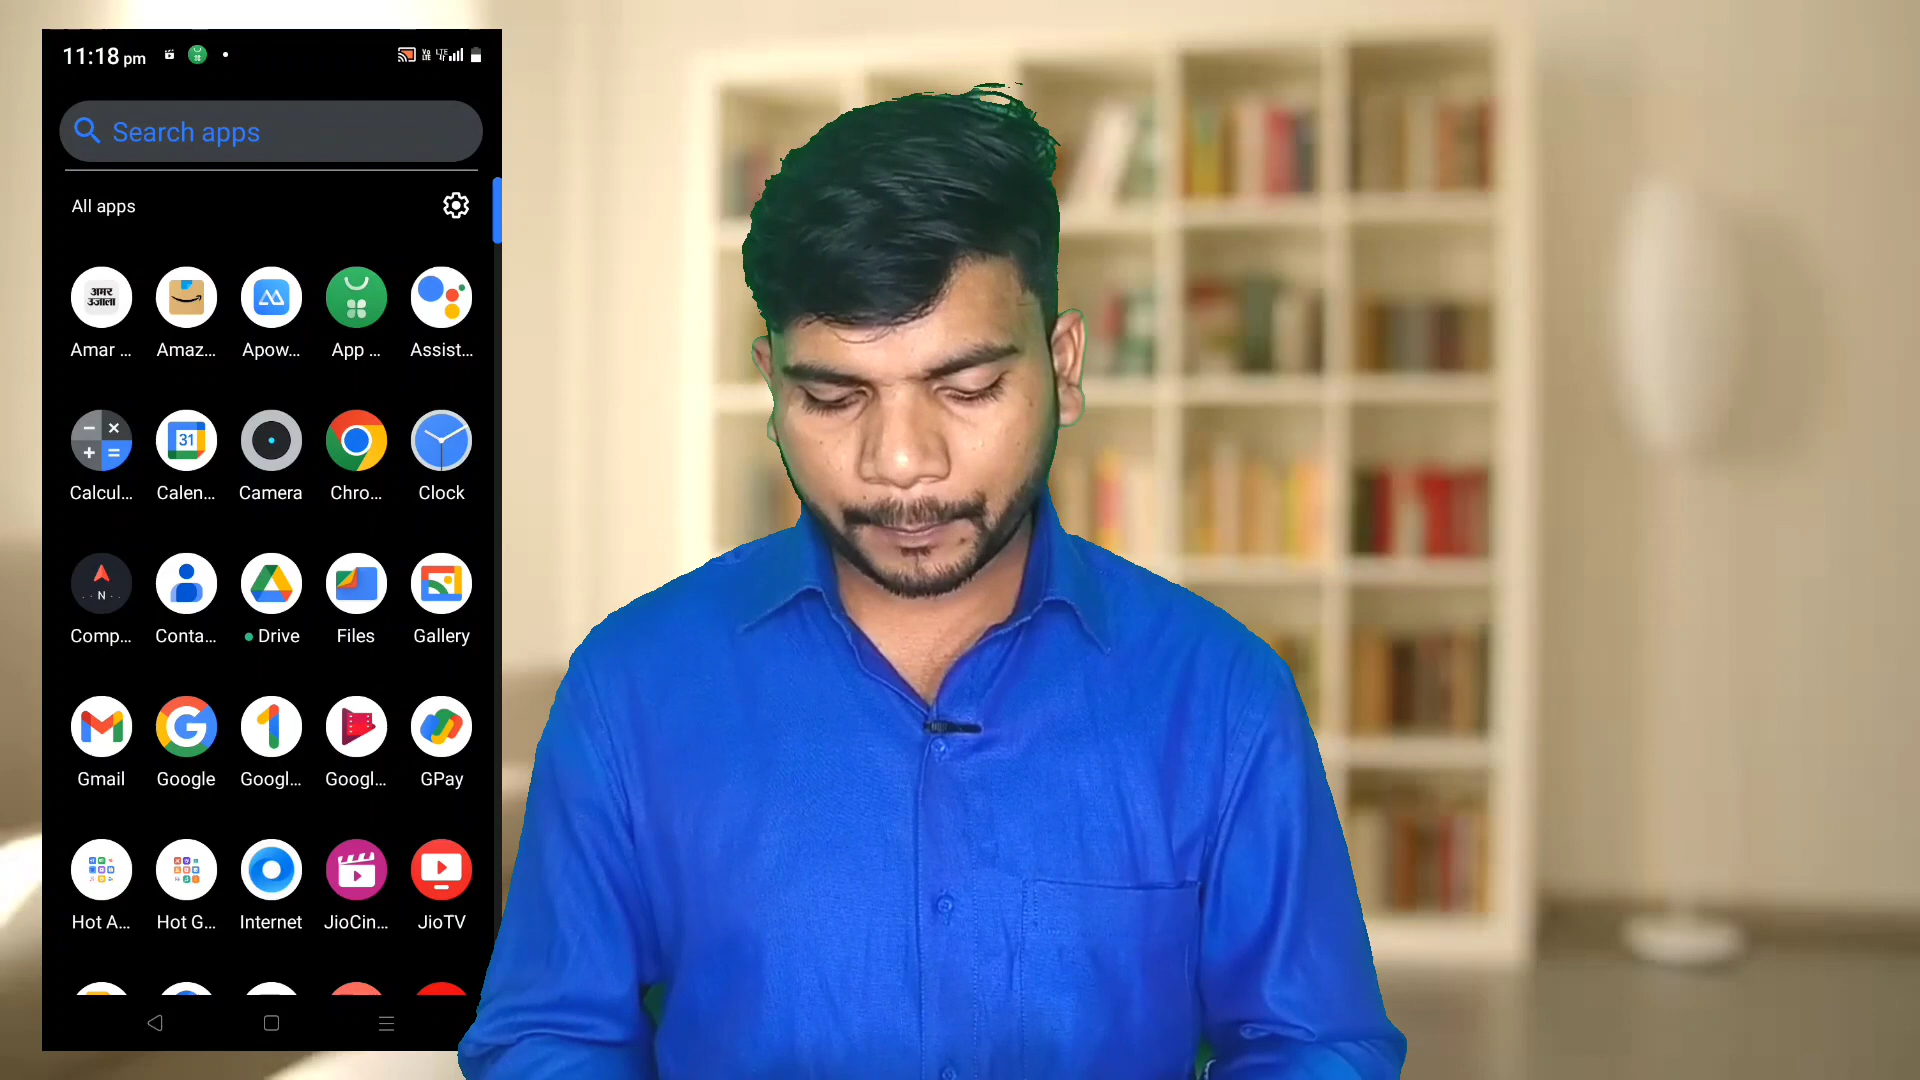 11:18 pm
Search apps
All apps
अमर उजाला
Amar ... Amaz... Apow... App ... Assist...
31
Calcul... Calen... Camera Chro... Clock
N
Comp... Conta... Drive Files Gallery
Gmail Google Googl... Googl... GPay
Hot A... Hot G... Internet JioCin... JioTV